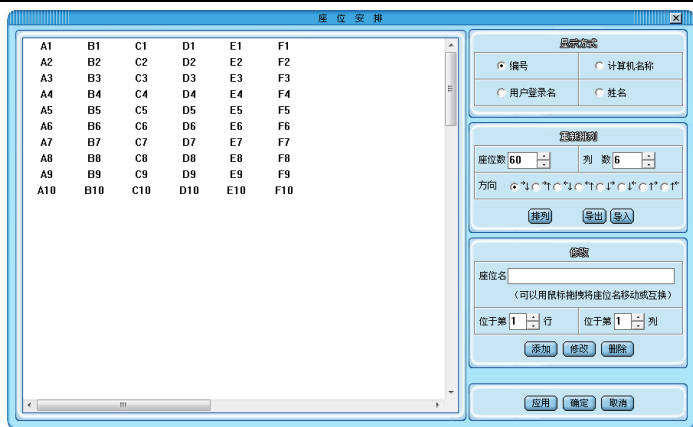 座 位 安 排
A1 B1 C1 D1 E1 F1
A2 B2 C2 D2 E2 F2
A3 B3 C3 D3 E3 F3
A4 B4 C4 D4 E4 F4
A5 B5 C5 D5 E5 F5
A6 B6 C6 D6 E6 F6
A7 B7 C7 D7 E7 F7
A8 B8 C8 D8 E8 F8
A9 B9 C9 D9 E9 F9
A10 B10 C10 D10 E10 F10
显示方式
编号 计算机名称
用户登录名 姓名
重新排列
座位数 60 列 数 6
方向
排列 导出 导入
修改
座位名
（可以用鼠标拖拽将座位名移动或互换）
位于第 1 行 位于第 1 列
添加 修改 删除
应用 确定 取消